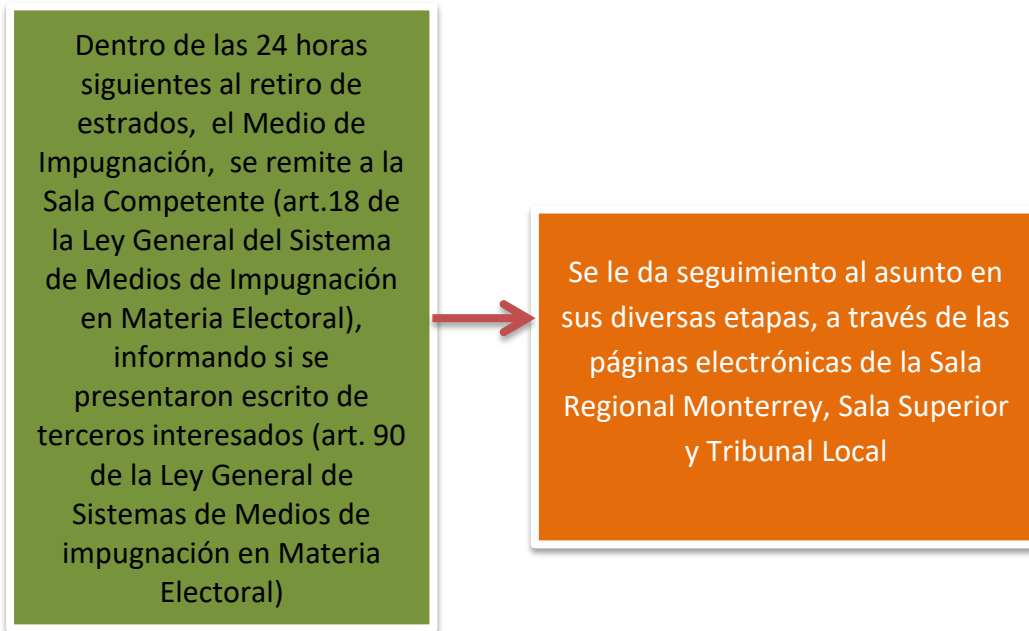 Dentro de las 24 horas
siguientes al retiro de
estrados, el Medio de
Impugnación, se remite a la
Sala Competente (art.18 de
la Ley General del Sistema
de Medios de Impugnación
en Materia Electoral),
informando si se
presentaron escrito de
terceros interesados (art. 90
de la Ley General de
Sistemas de Medios de
impugnación en Materia
Electoral)
Se le da seguimiento al asunto en
sus diversas etapas, a través de las
páginas electrónicas de la Sala
Regional Monterrey, Sala Superior
y Tribunal Local